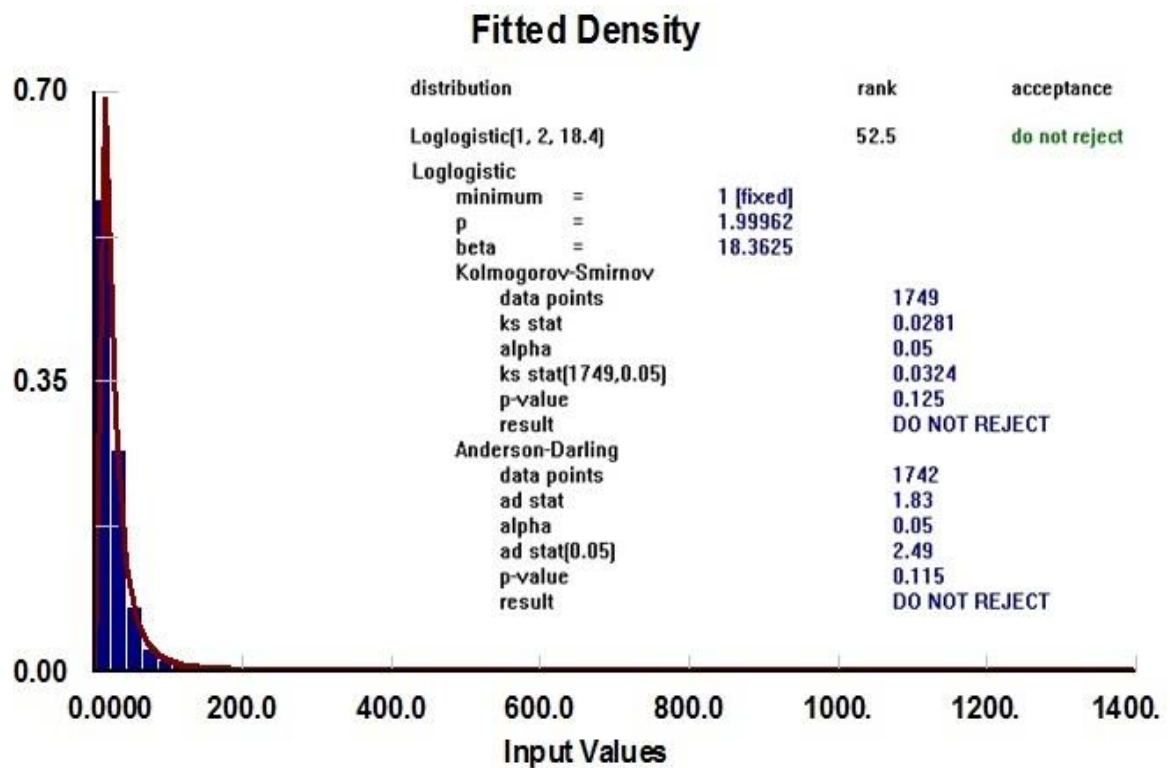 Fitted Density
distribution rank acceptance
Loglogistic(1, 2, 18.4) 52.5 do not reject
Loglogistic
minimum = 1 [fixed]
p = 1.99962
beta = 18.3625
Kolmogorov-Smirnov
data points 1749
ks stat 0.0281
alpha 0.05
ks stat(1749,0.05) 0.0324
p-value 0.125
result DO NOT REJECT
Anderson-Darling
data points 1742
ad stat 1.83
alpha 0.05
ad stat(0.05) 2.49
p-value 0.115
result DO NOT REJECT
0.70
0.35
0.00
0.0000 200.0 400.0 600.0 800.0 1000. 1200. 1400.
Input Values